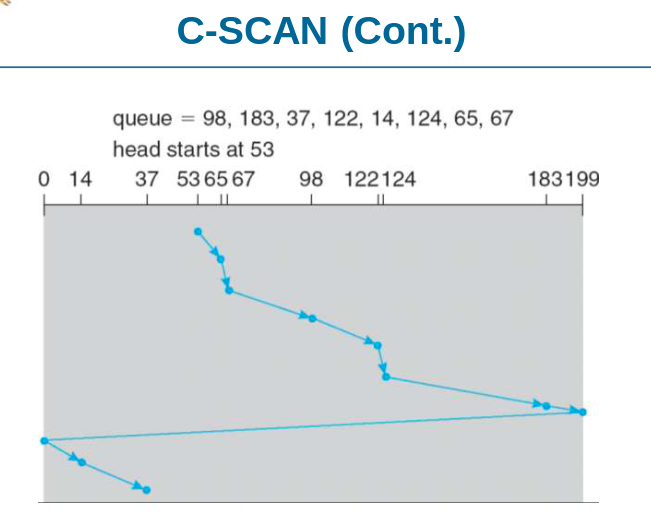 C-SCAN (Cont.)
queue = 98, 183, 37, 122, 14, 124, 65, 67
head starts at 53
0 14 37 53 65 67 98 122 124 183 199